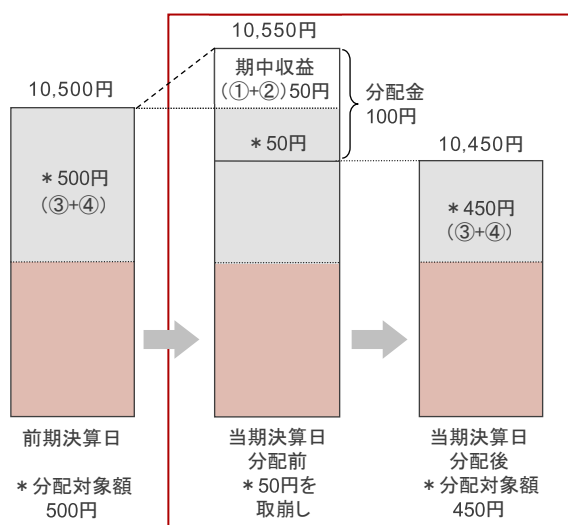 10,550円
期中収益
(①+②)50円
分配金
100円
10,500円
＊50円
10,450円
＊500円
(③+④)
＊450円
(③+④)
前期決算日
＊分配対象額
500円
当期決算日
分配前
＊50円を
取崩し
当期決算日
分配後
＊分配対象額
450円